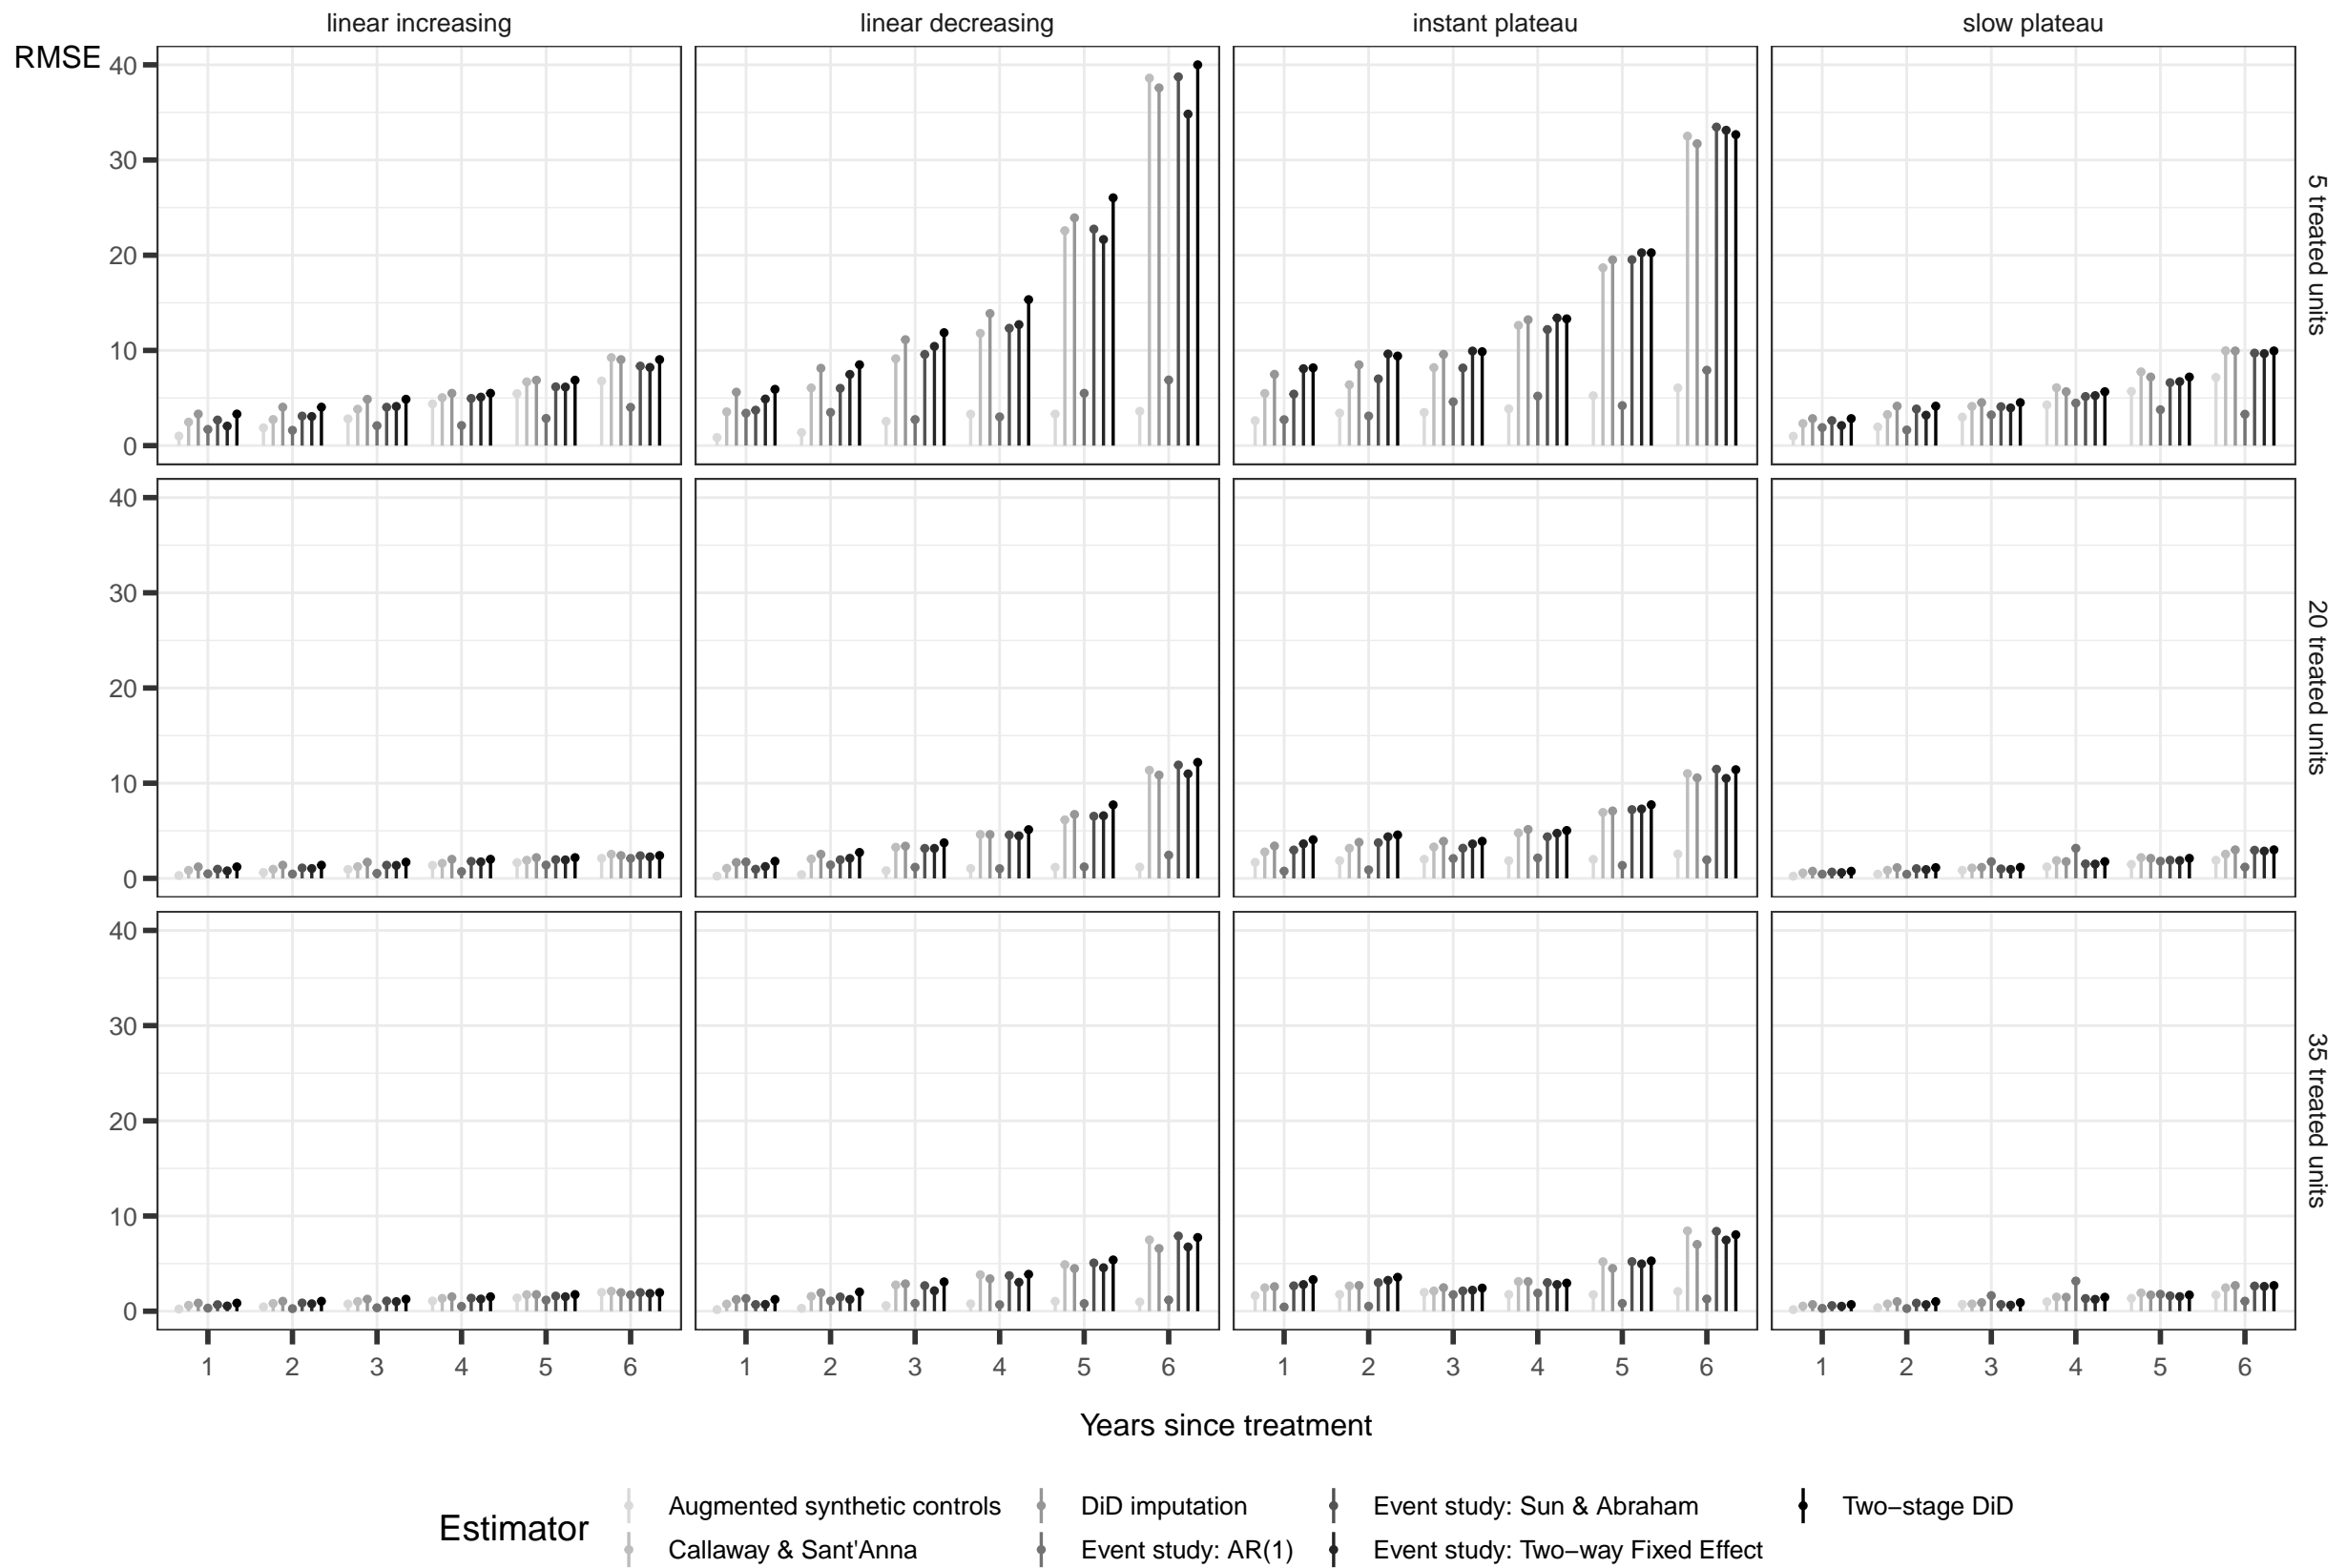 linear increasing linear decreasing instant plateau slow plateau
RMSE
40
30
20
10
0
5 treated units
40
30
20
10
0
20 treated units
40
30
20
10
0
35 treated units
1 2 3 4 5 6 1 2 3 4 5 6 1 2 3 4 5 6 1 2 3 4 5 6
Years since treatment
Estimator
Augmented synthetic controls DiD imputation Event study: Sun & Abraham Two−stage DiD
Callaway & Sant'Anna Event study: AR(1) Event study: Two−way Fixed Effect